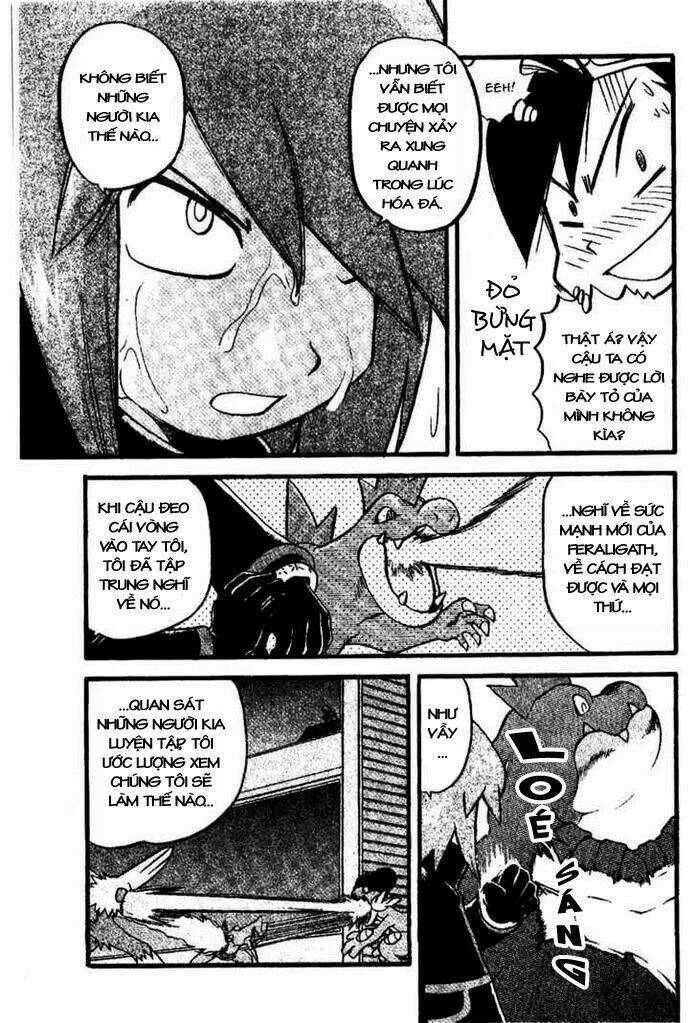 KHÔNG BIẾT
NHỮNG
NGƯỜI KIA
THẾ NÀO...
...NHƯNG TÔI
VẪN BIẾT
ĐƯỢC MỌI
CHUYỆN XẢY
RA XUNG
QUANH
TRONG LÚC
HÓA ĐÁ.
EEH!
ĐỎ
BỪNG
MẶT
THẬT Á? VẬY
CẬU TA CÓ
NGHE ĐƯỢC LỜI
BÀY TỎ CỦA
MÌNH KHÔNG
KÌA?
KHI CẬU ĐEO
CÁI VÒNG
VÀO TAY TÔI,
TÔI ĐÃ TẬP
TRUNG NGHĨ
VỀ NÓ...
...NGHĨ VỀ SỨC
MẠNH MỚI CỦA
FERALIGATH,
VỀ CÁCH ĐẠT
ĐƯỢC VÀ MỌI
THỨ...
...QUAN SÁT
NHỮNG NGƯỜI KIA
LUYỆN TẬP TÔI
ƯỚC LƯỢNG XEM
CHÚNG TÔI SẼ
LÀM THẾ NÀO...
NHƯ
VẦY
...
LOÉ
SÁNG